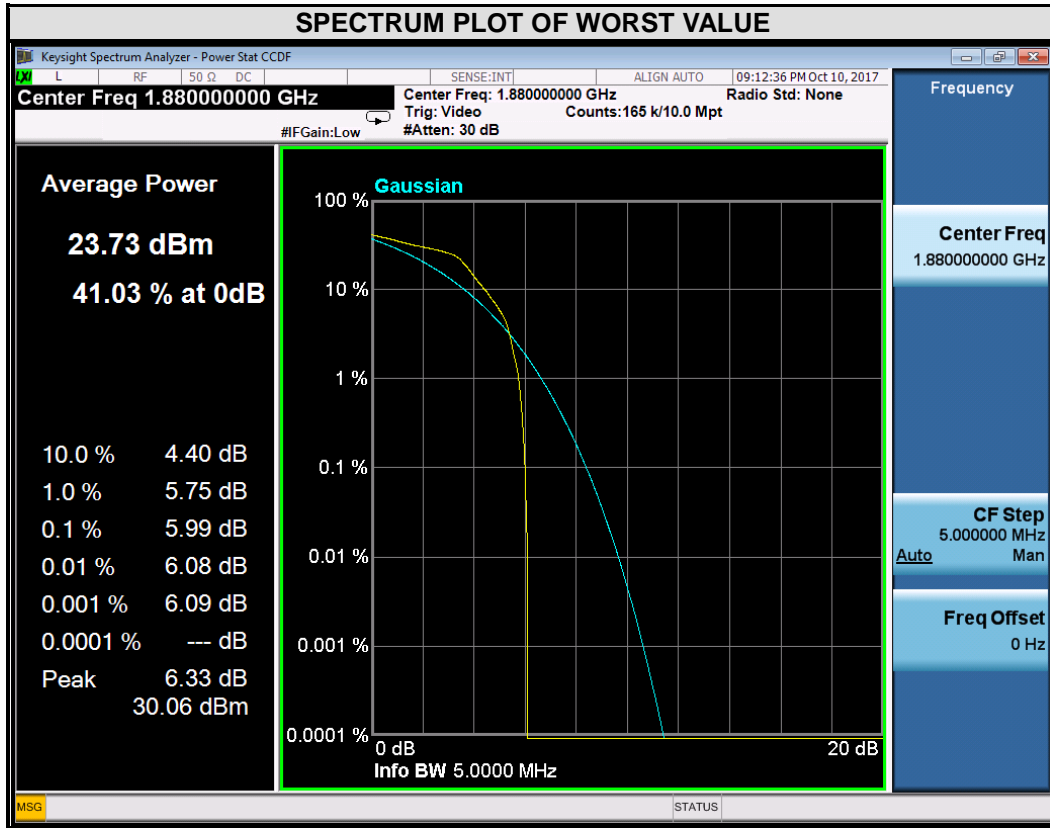 SPECTRUM PLOT OF WORST VALUE
Keysight Spectrum Analyzer - Power Stat CCDF
LXI L RF 50 Ω DC SENSE:INT ALIGN AUTO 09:12:36 PM Oct 10, 2017
Center Freq 1.880000000 GHz
Center Freq: 1.880000000 GHz Radio Std: None
Trig: Video Counts:165 k/10.0 Mpt
#IFGain:Low #Atten: 30 dB
Average Power
23.73 dBm
41.03 % at 0dB
10.0 % 4.40 dB
1.0 % 5.75 dB
0.1 % 5.99 dB
0.01 % 6.08 dB
0.001 % 6.09 dB
0.0001 % --- dB
Peak 6.33 dB
30.06 dBm
Gaussian
100 %
10 %
1 %
0.1 %
0.01 %
0.001 %
0.0001 %
0 dB 20 dB
Info BW 5.0000 MHz
Frequency
Center Freq
1.880000000 GHz
CF Step
5.000000 MHz
Auto Man
Freq Offset
0 Hz
MSG STATUS